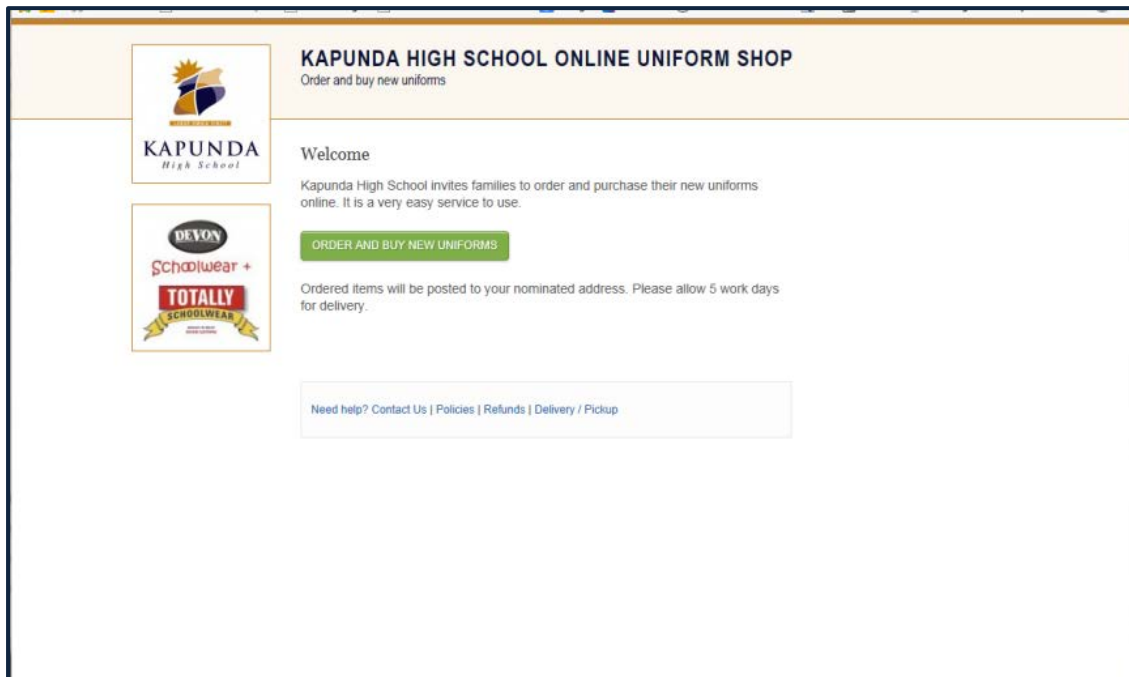 KAPUNDA HIGH SCHOOL ONLINE UNIFORM SHOP
Order and buy new uniforms
KAPUNDA
High School
Welcome
Kapunda High School invites families to order and purchase their new uniforms
online. It is a very easy service to use.
ORDER AND BUY NEW UNIFORMS
Ordered items will be posted to your nominated address. Please allow 5 work days
for delivery.
DEVON
Schoolwear +
TOTALLY
SCHOOLWEAR
Need help? Contact Us | Policies | Refunds | Delivery / Pickup